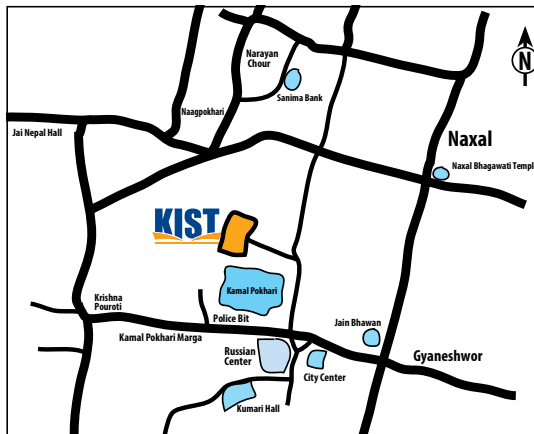 Narayan
Chour
N
Sanima Bank
Naagpokhari
Jai Nepal Hall
Naxal
Naxal Bhagawati Templ
KIST
Kamal Pokhari
Krishna
Pouroti
Police Bit
Kamal Pokhari Marga
Jain Bhawan
Russian
Center
City Center
Gyaneshwor
Kumari Hall